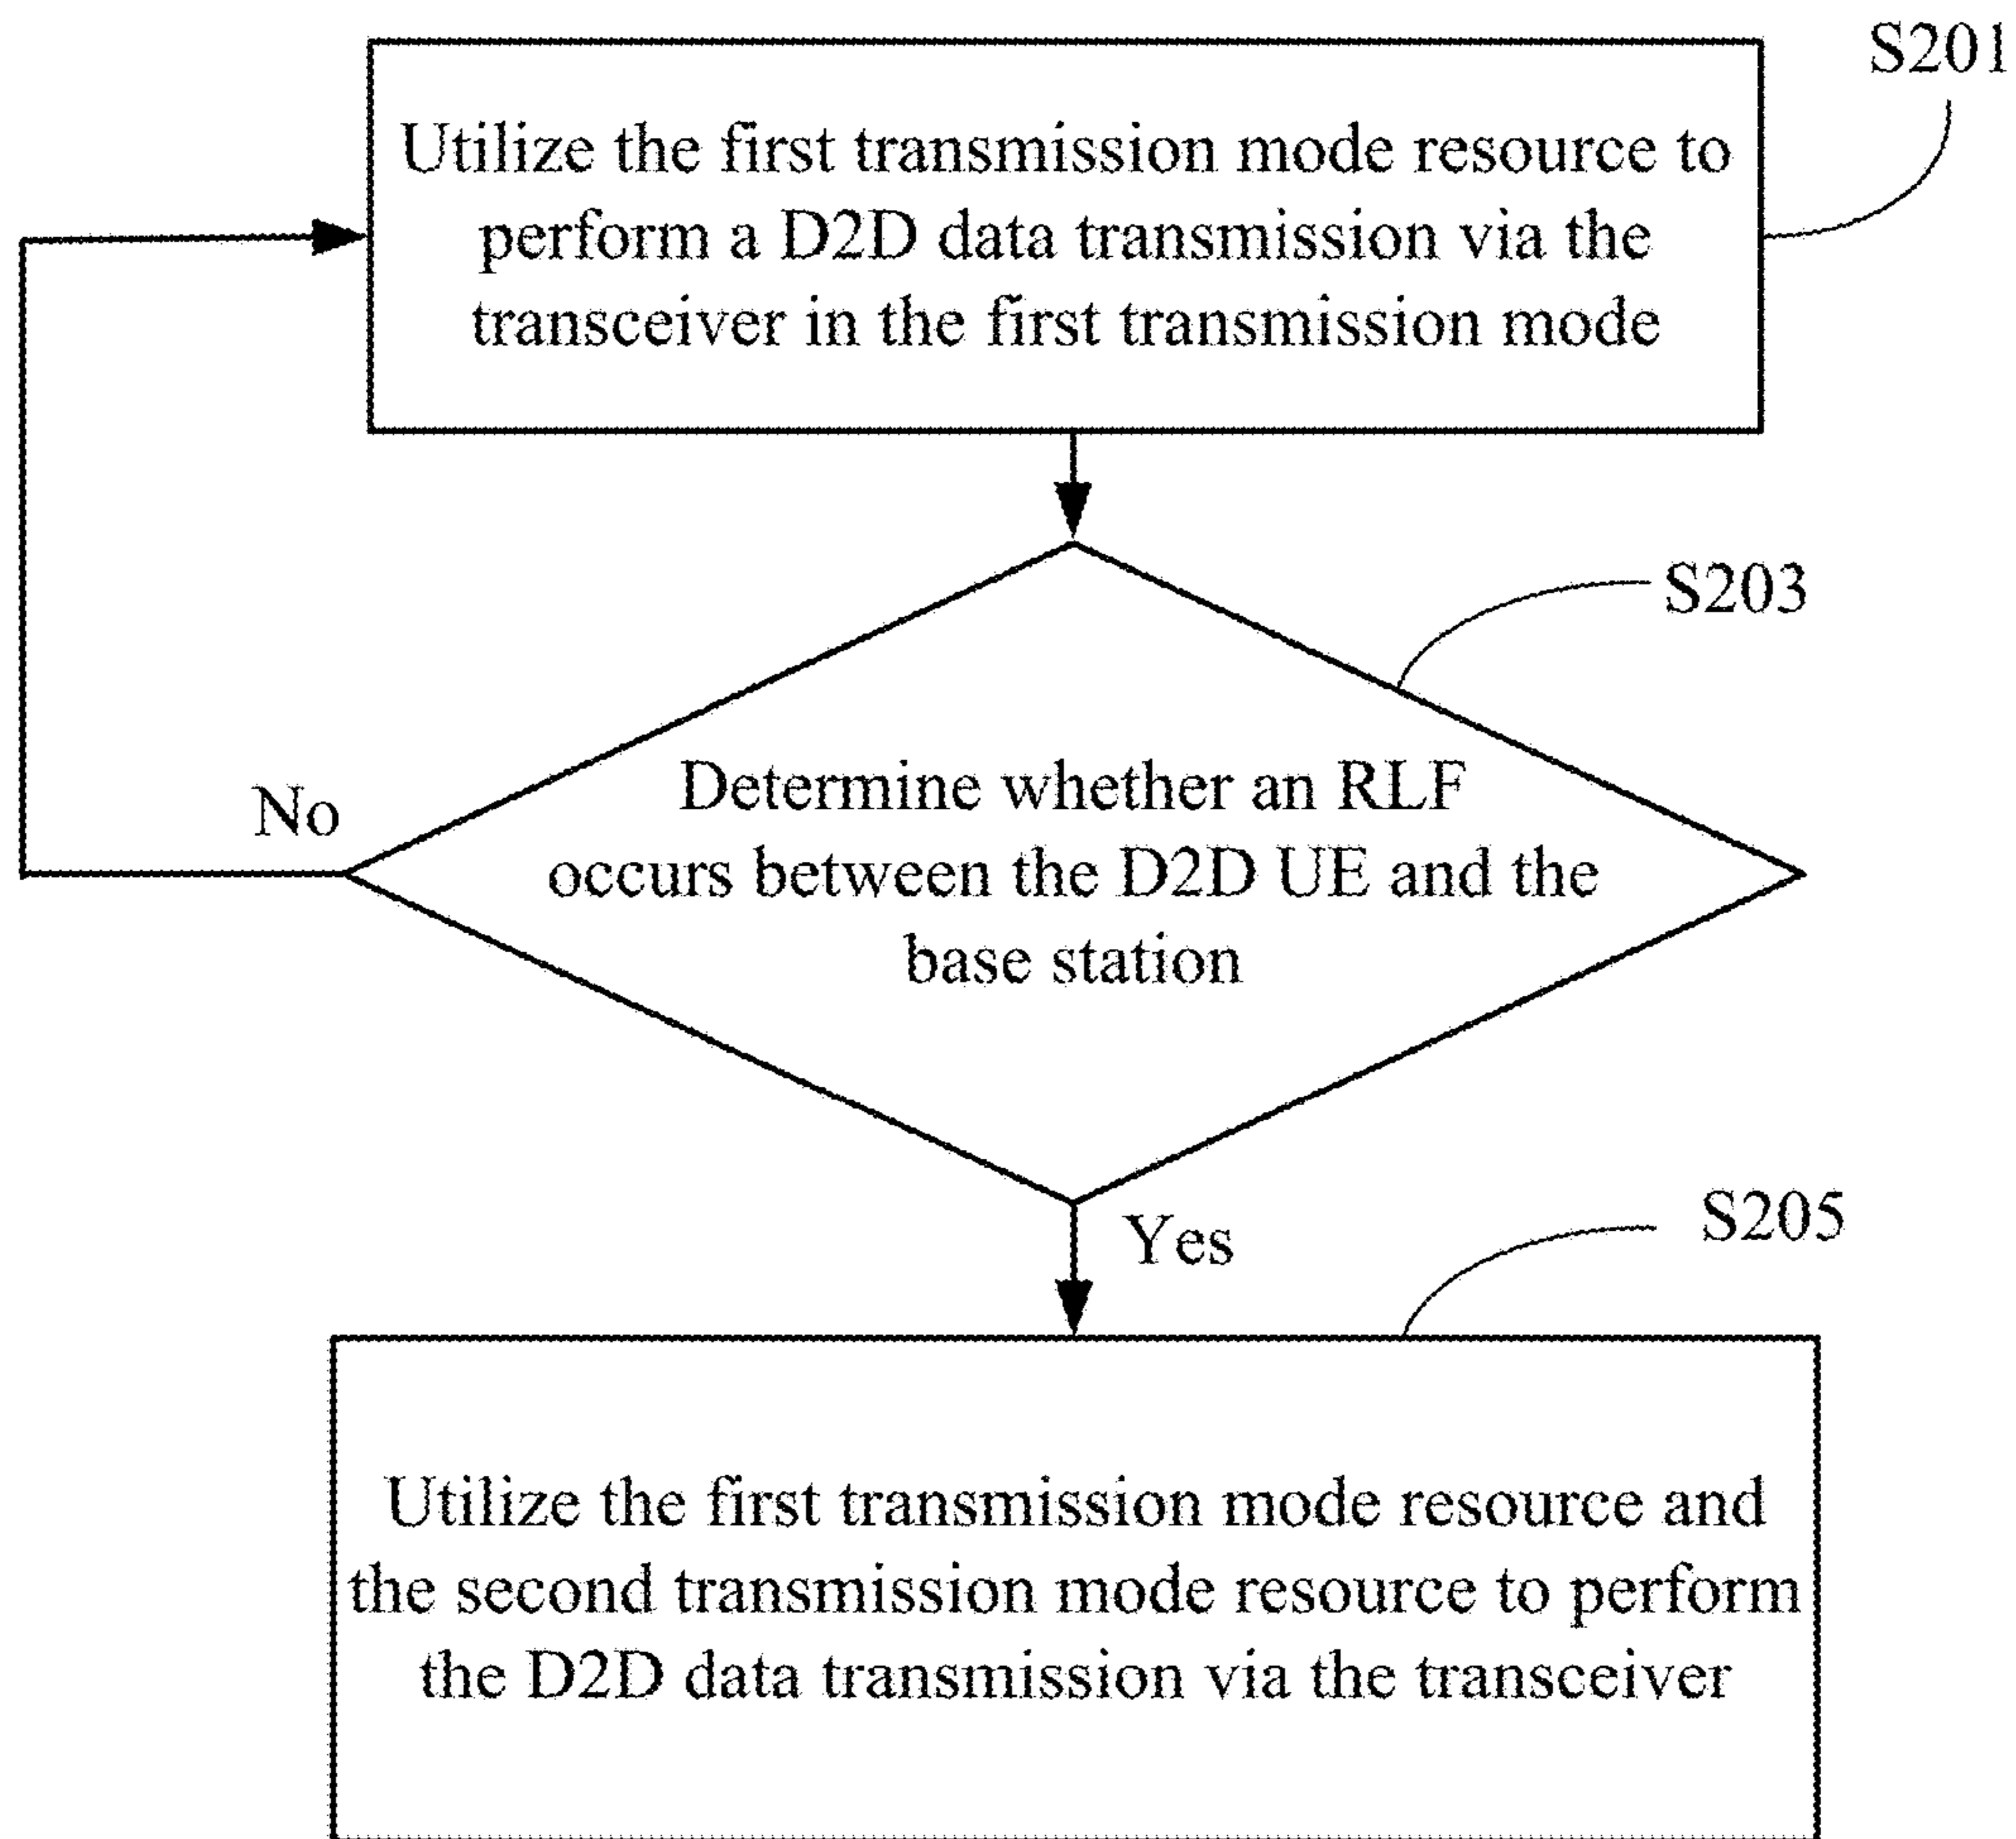 S201
Utilize the first transmission mode resource to
perform a D2D data transmission via the
transceiver in the first transmission mode
S203
Determine whether an RLF
occurs between the D2D UE and the
base station
No
Yes
S205
Utilize the first transmission mode resource and
the second transmission mode resource to perform
the D2D data transmission via the transceiver